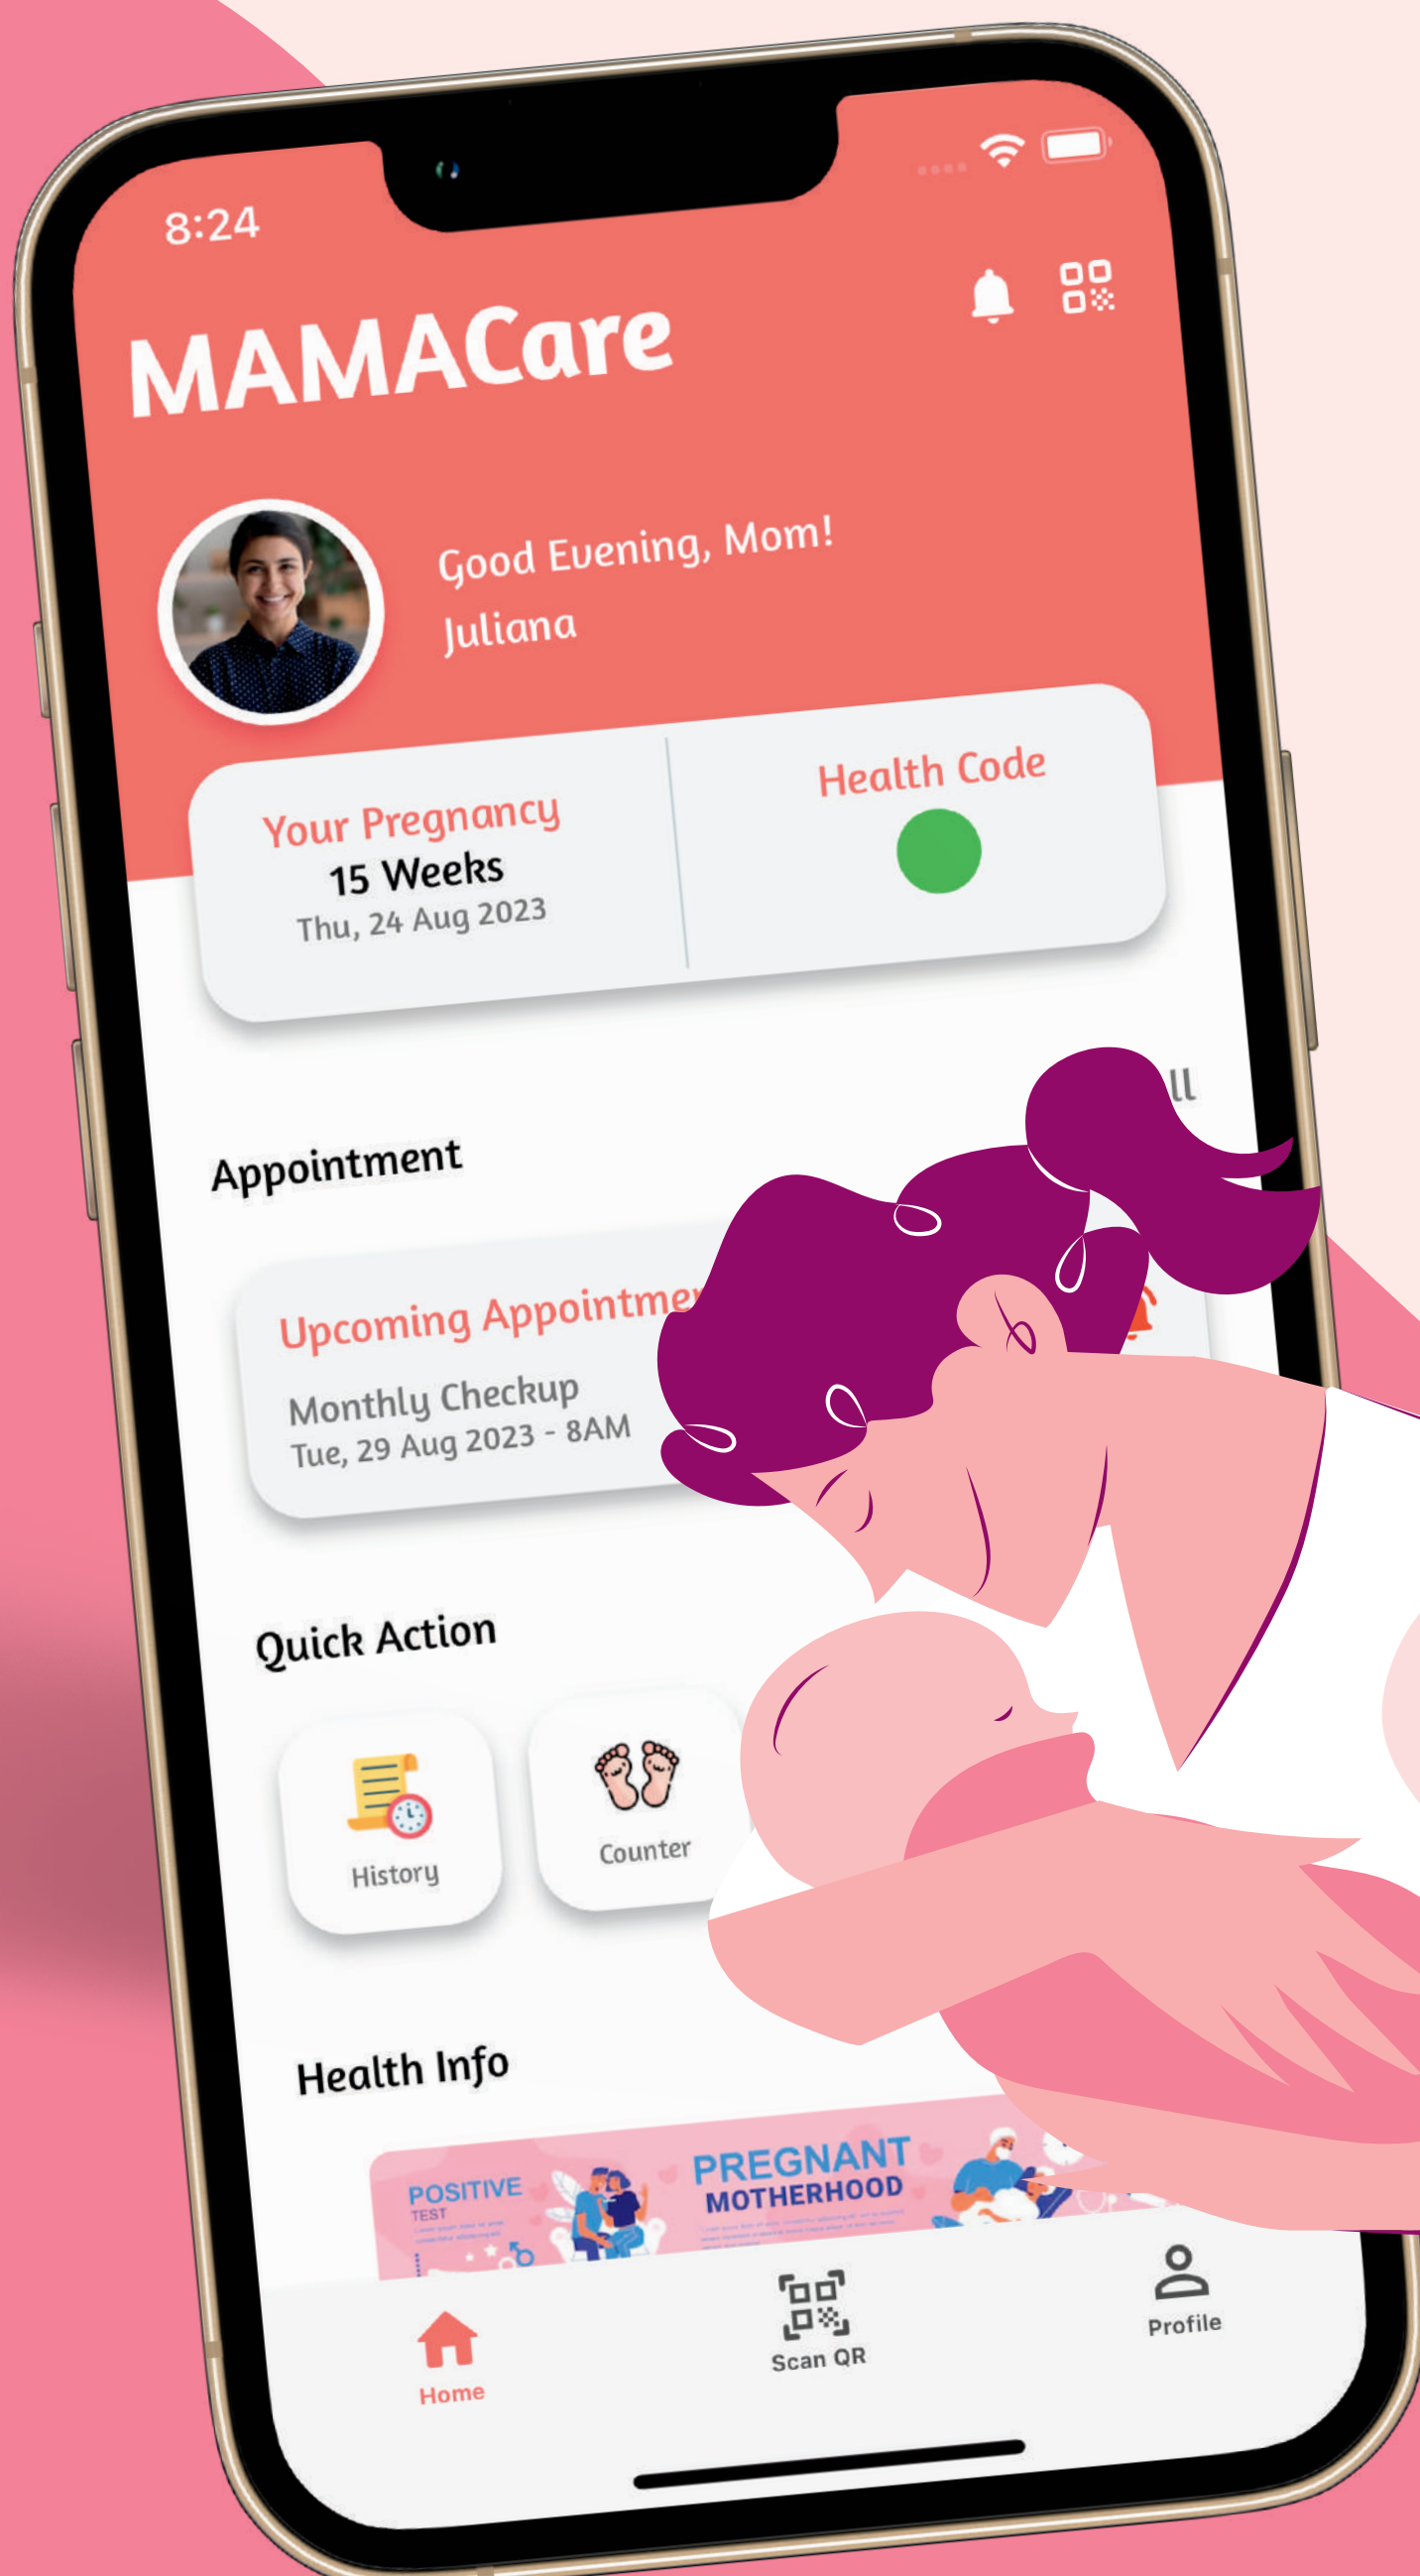 8:24
MAMACare
Good Evening, Mom!
Juliana
Your Pregnancy
15 Weeks
Thu, 24 Aug 2023
Health Code
ll
Appointment
Upcoming Appointmen
Monthly Checkup
Tue, 29 Aug 2023 - 8AM
Quick Action
History
Counter
Health Info
POSITIVE
TEST
PREGNANT
MOTHERHOOD
Home
Scan QR
Profile